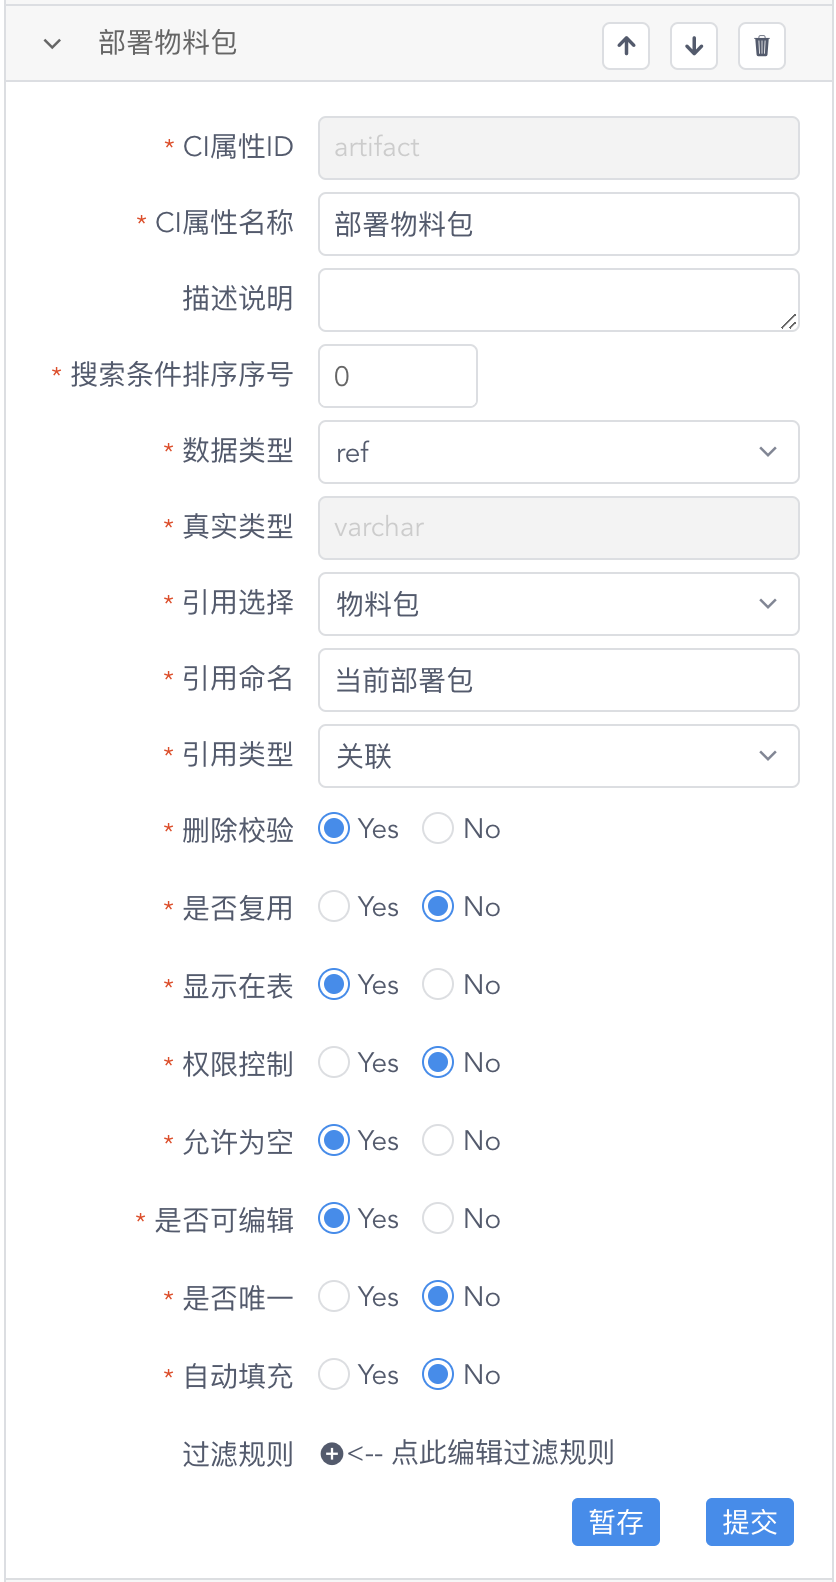 部署物料包
* CI属性ID artifact
* CI属性名称 部署物料包
描述说明
* 搜索条件排序序号 0
* 数据类型 ref
* 真实类型 varchar
* 引用选择 物料包
* 引用命名 当前部署包
* 引用类型 关联
* 删除校验 Yes No
* 是否复用 Yes No
* 显示在表 Yes No
* 权限控制 Yes No
* 允许为空 Yes No
* 是否可编辑 Yes No
* 是否唯一 Yes No
* 自动填充 Yes No
过滤规则 <-- 点此编辑过滤规则
暂存 提交